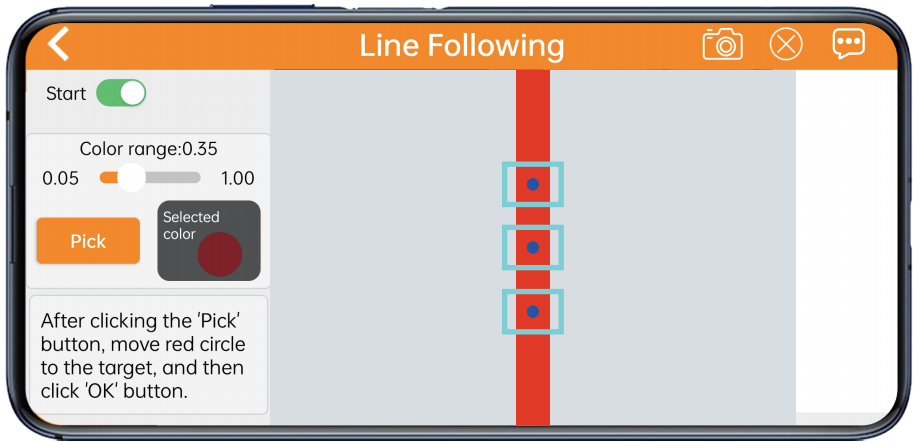 Line Following
Start
Color range:0.35
0.05
1.00
Pick
Selected
color
After clicking the 'Pick'
button, move red circle
to the target, and then
click 'OK' button.